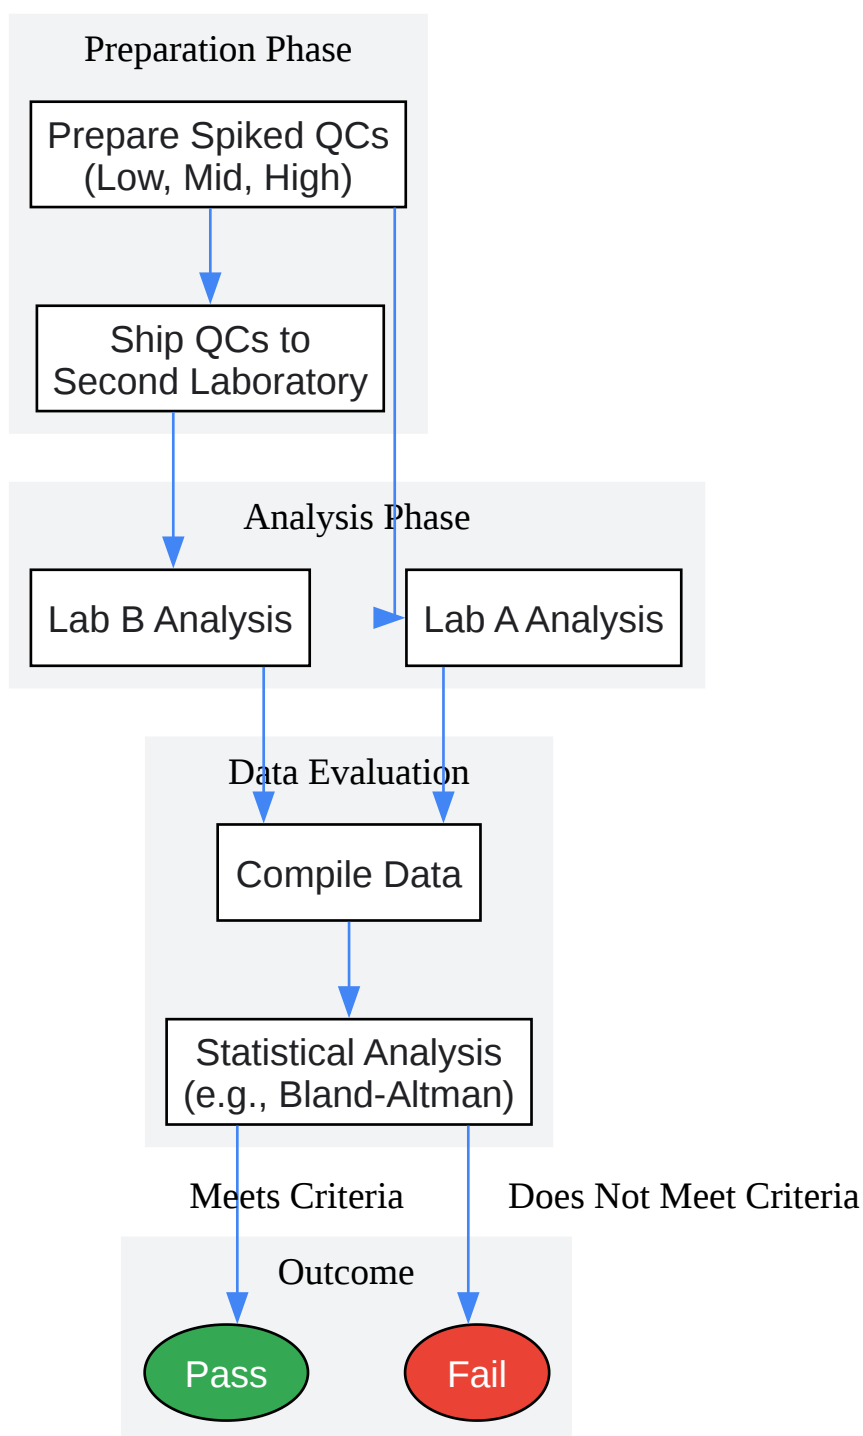 Preparation Phase
Prepare Spiked QCs
(Low, Mid, High)
Ship QCs to
Second Laboratory
Analysis Phase
Lab B Analysis
Lab A Analysis
Data Evaluation
Compile Data
Statistical Analysis
(e.g., Bland-Altman)
Meets Criteria
Does Not Meet Criteria
Outcome
Pass
Fail